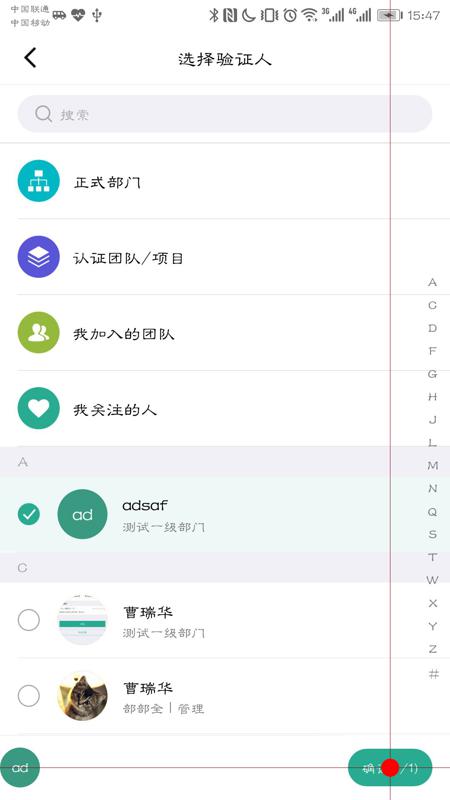 中国联通
中国移动
3G 4G 15:47
选择验证人
搜索
正式部门
认证团队/项目
我加入的团队
我关注的人
A
C
D
F
G
H
J
L
M
N
Q
S
T
W
X
Y
Z
#
A
ad
adsaf
测试一级部门
C
曹瑞华
测试一级部门
曹瑞华
部部全 | 管理
ad
确 /1)